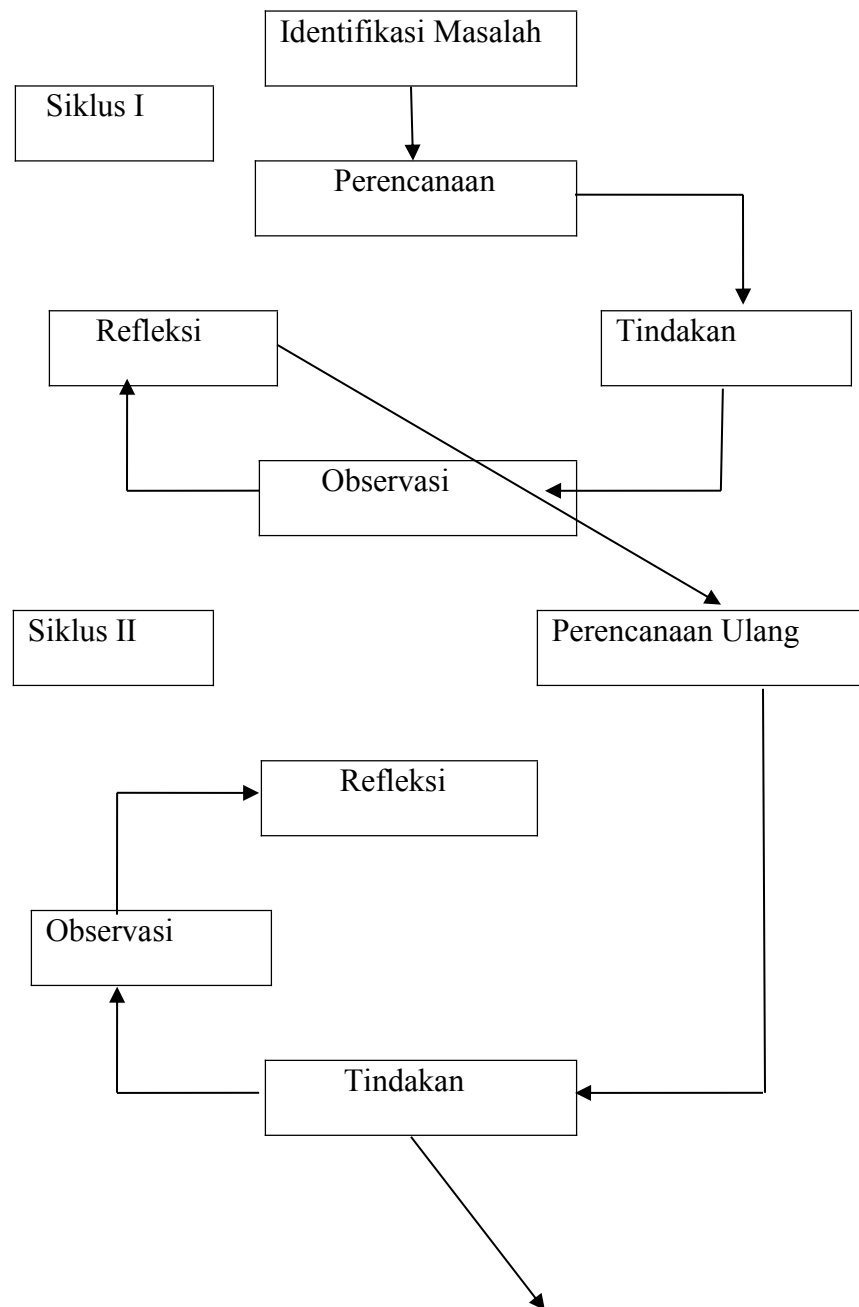 Identifikasi Masalah
Siklus I
Perencanaan
Refleksi
Tindakan
Observasi
Siklus II
Perencanaan Ulang
Refleksi
Observasi
Tindakan